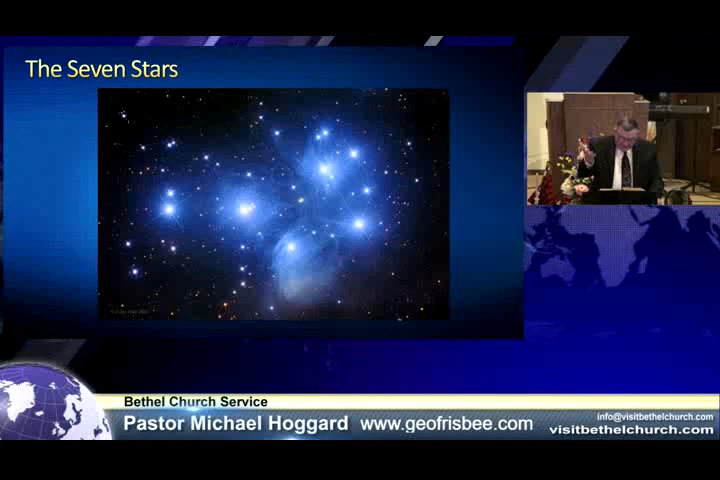 The Seven Stars
Bethel Church Service
Pastor Michael Hoggard www.geofrisbee.com
info@visitbethelchurch.com
visitbethelchurch.com